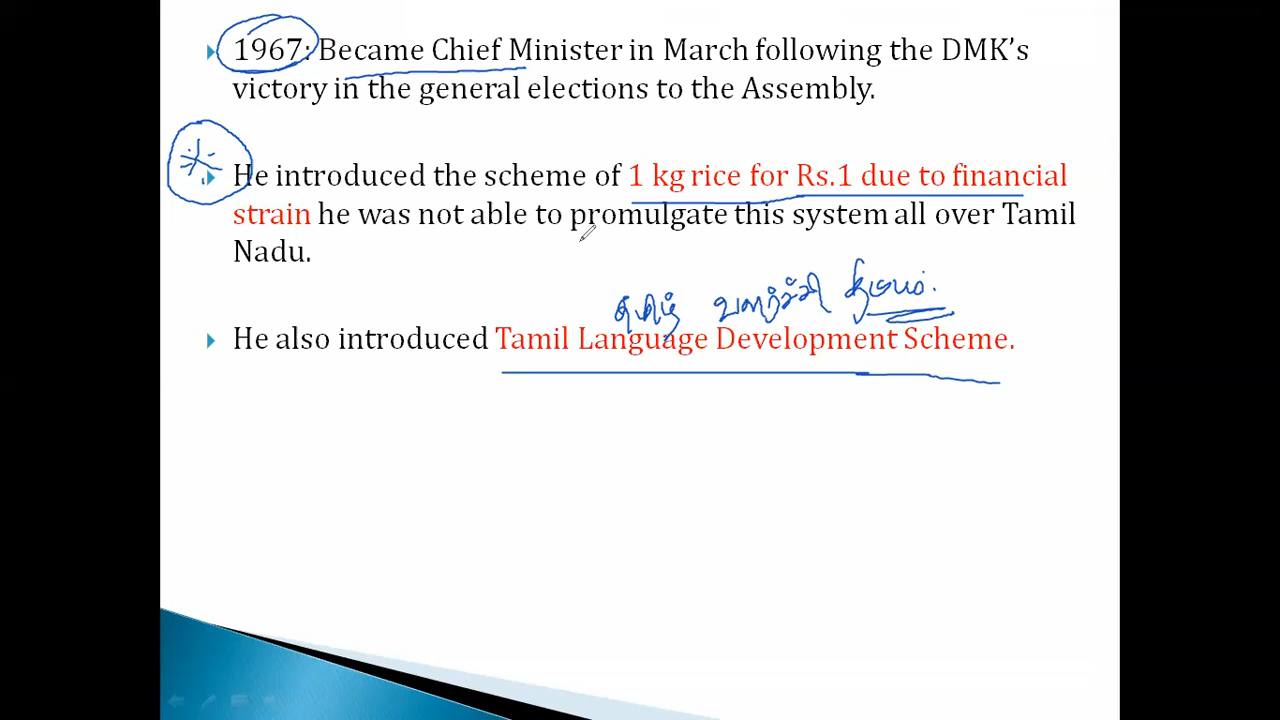 1967: Became Chief Minister in March following the DMK’s
victory in the general elections to the Assembly.
He introduced the scheme of 1 kg rice for Rs.1 due to financial
strain he was not able to promulgate this system all over Tamil
Nadu.
தமிழ் வளர்ச்சி திட்டம்.
He also introduced Tamil Language Development Scheme.